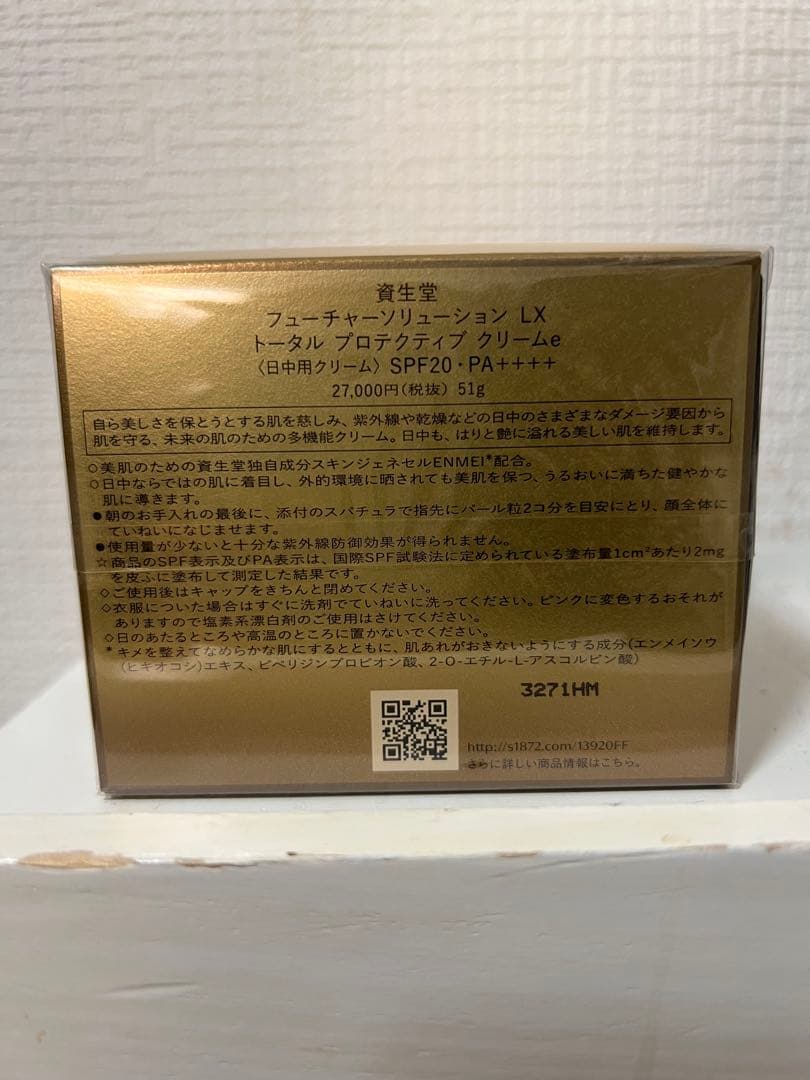 資生堂
フューチャーソリューション LX
トータル プロテクティブ クリームe
〈日中用クリーム〉SPF20・PA++++
27,000円(税抜) 51g
自ら美しさを保とうとする肌を慈しみ、紫外線や乾燥などの日中のさまざまなダメージ要因から
肌を守る、未来の肌のための多機能クリーム。日中も、はりと艶に溢れる美しい肌を維持します。
○美肌のための資生堂独自成分スキンジェネセルENMEI*配合。
○日中ならではの肌に着目し、外的環境に晒されても美肌を保つ、うるおいに満ちた健やかな
肌に導きます。
●朝のお手入れの最後に、添付のスパチュラで指先にパール粒2コ分を目安にとり、顔全体に
ていねいになじませます。
●使用量が少ないと十分な紫外線防御効果が得られません。
☆商品のSPF表示及びPA表示は、国際SPF試験法に定められている塗布量1cm²あたり2mg
を皮ふに塗布して測定した結果です。
◇ご使用後はキャップをきちんと閉めてください。
◇衣服についた場合はすぐに洗剤でていねいに洗ってください。ピンクに変色するおそれが
ありますので塩素系漂白剤のご使用はさけてください。
◇日のあたるところや高温のところに置かないでください。
*キメを整えてなめらかな肌にするとともに、肌あれがおきないようにする成分(エンメイソウ
(ヒキオコシ)エキス、ピペリジンプロピオン酸、2-O-エチル-L-アスコルビン酸)
3271HM
http://s1872.com/13920FF
さらに詳しい商品情報はこちら。